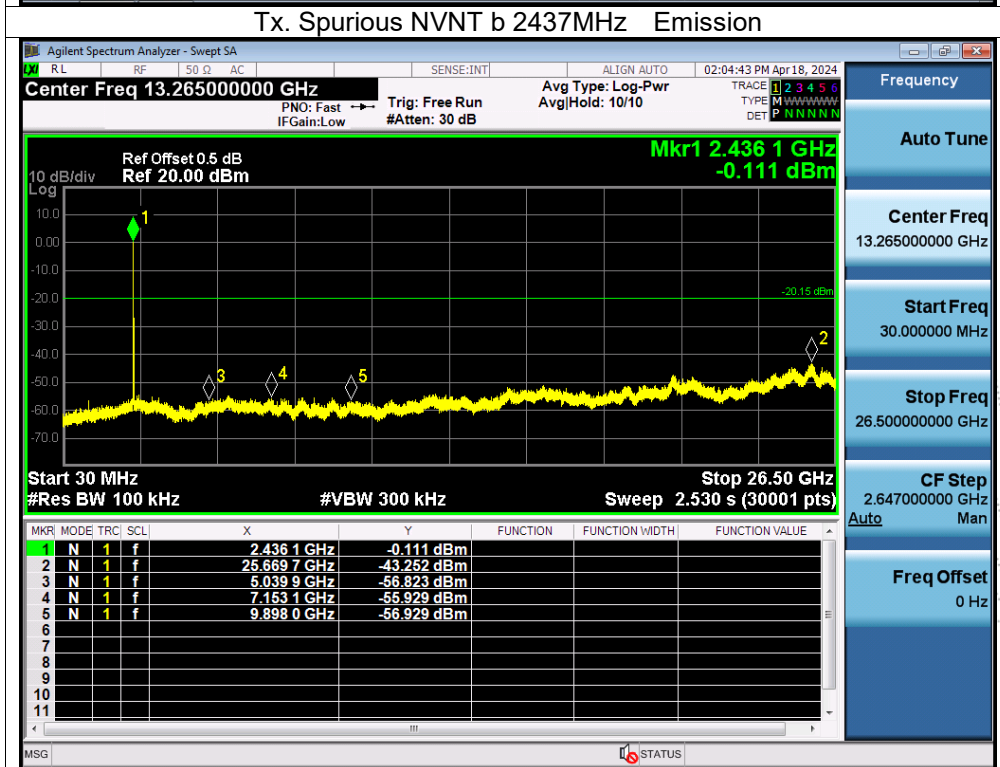 Tx. Spurious NVNT b 2437MHz Emission
Agilent Spectrum Analyzer - Swept SA
LXI RL RF 50 Ω AC SENSE:INT ALIGN AUTO 02:04:43 PM Apr 18, 2024
Center Freq 13.265000000 GHz
Avg Type: Log-Pwr
TRACE 1 2 3 4 5 6
PNO: Fast Trig: Free Run Avg|Hold: 10/10
TYPE M WWWWW
IFGain:Low #Atten: 30 dB
DET P N N N N N
Ref Offset 0.5 dB
Mkr1 2.436 1 GHz
10 dB/div Ref 20.00 dBm
-0.111 dBm
Log
10.0
1
0.00
-10.0
-20.0
-20.15 dBm
-30.0
2
-40.0
3 4 5
-50.0
-60.0
-70.0
Start 30 MHz Stop 26.50 GHz
#Res BW 100 kHz #VBW 300 kHz Sweep 2.530 s (30001 pts)
MKR MODE TRC SCL X Y FUNCTION FUNCTION WIDTH FUNCTION VALUE
1 N 1 f 2.436 1 GHz -0.111 dBm
2 N 1 f 25.669 7 GHz -43.252 dBm
3 N 1 f 5.039 9 GHz -56.823 dBm
4 N 1 f 7.153 1 GHz -55.929 dBm
5 N 1 f 9.898 0 GHz -56.929 dBm
6
7
8
9
10
11
MSG STATUS
Frequency
Auto Tune
Center Freq
13.265000000 GHz
Start Freq
30.000000 MHz
Stop Freq
26.500000000 GHz
CF Step
2.647000000 GHz
Auto Man
Freq Offset
0 Hz